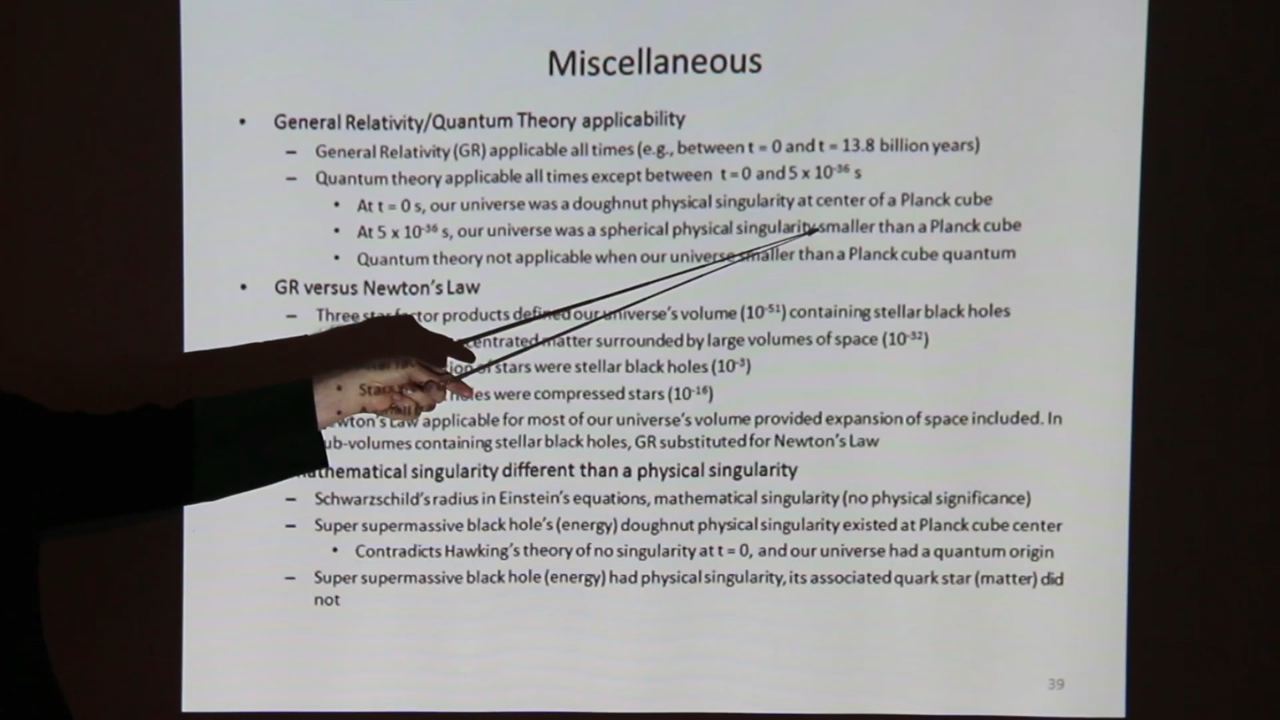 Miscellaneous
• General Relativity/Quantum Theory applicability
– General Relativity (GR) applicable all times (e.g., between t = 0 and t = 13.8 billion years)
– Quantum theory applicable all times except between t = 0 and 5 x 10⁻³⁶ s
• At t = 0 s, our universe was a doughnut physical singularity at center of a Planck cube
• At 5 x 10⁻³⁶ s, our universe was a spherical physical singularity smaller than a Planck cube
• Quantum theory not applicable when our universe smaller than a Planck cube quantum
• GR versus Newton's Law
– Three star factor products defined our universe's volume (10⁻⁵¹) containing stellar black holes
matter surrounded by large volumes of space (10⁻³²)
of stars were stellar black holes (10⁻³)
were compressed stars (10⁻¹⁶)
applicable for most of our universe's volume provided expansion of space included. In
containing stellar black holes, GR substituted for Newton's Law
singularity different than a physical singularity
– Schwarzschild's radius in Einstein's equations, mathematical singularity (no physical significance)
– Super supermassive black hole's (energy) doughnut physical singularity existed at Planck cube center
• Contradicts Hawking's theory of no singularity at t = 0, and our universe had a quantum origin
– Super supermassive black hole (energy) had physical singularity, its associated quark star (matter) did
not
39